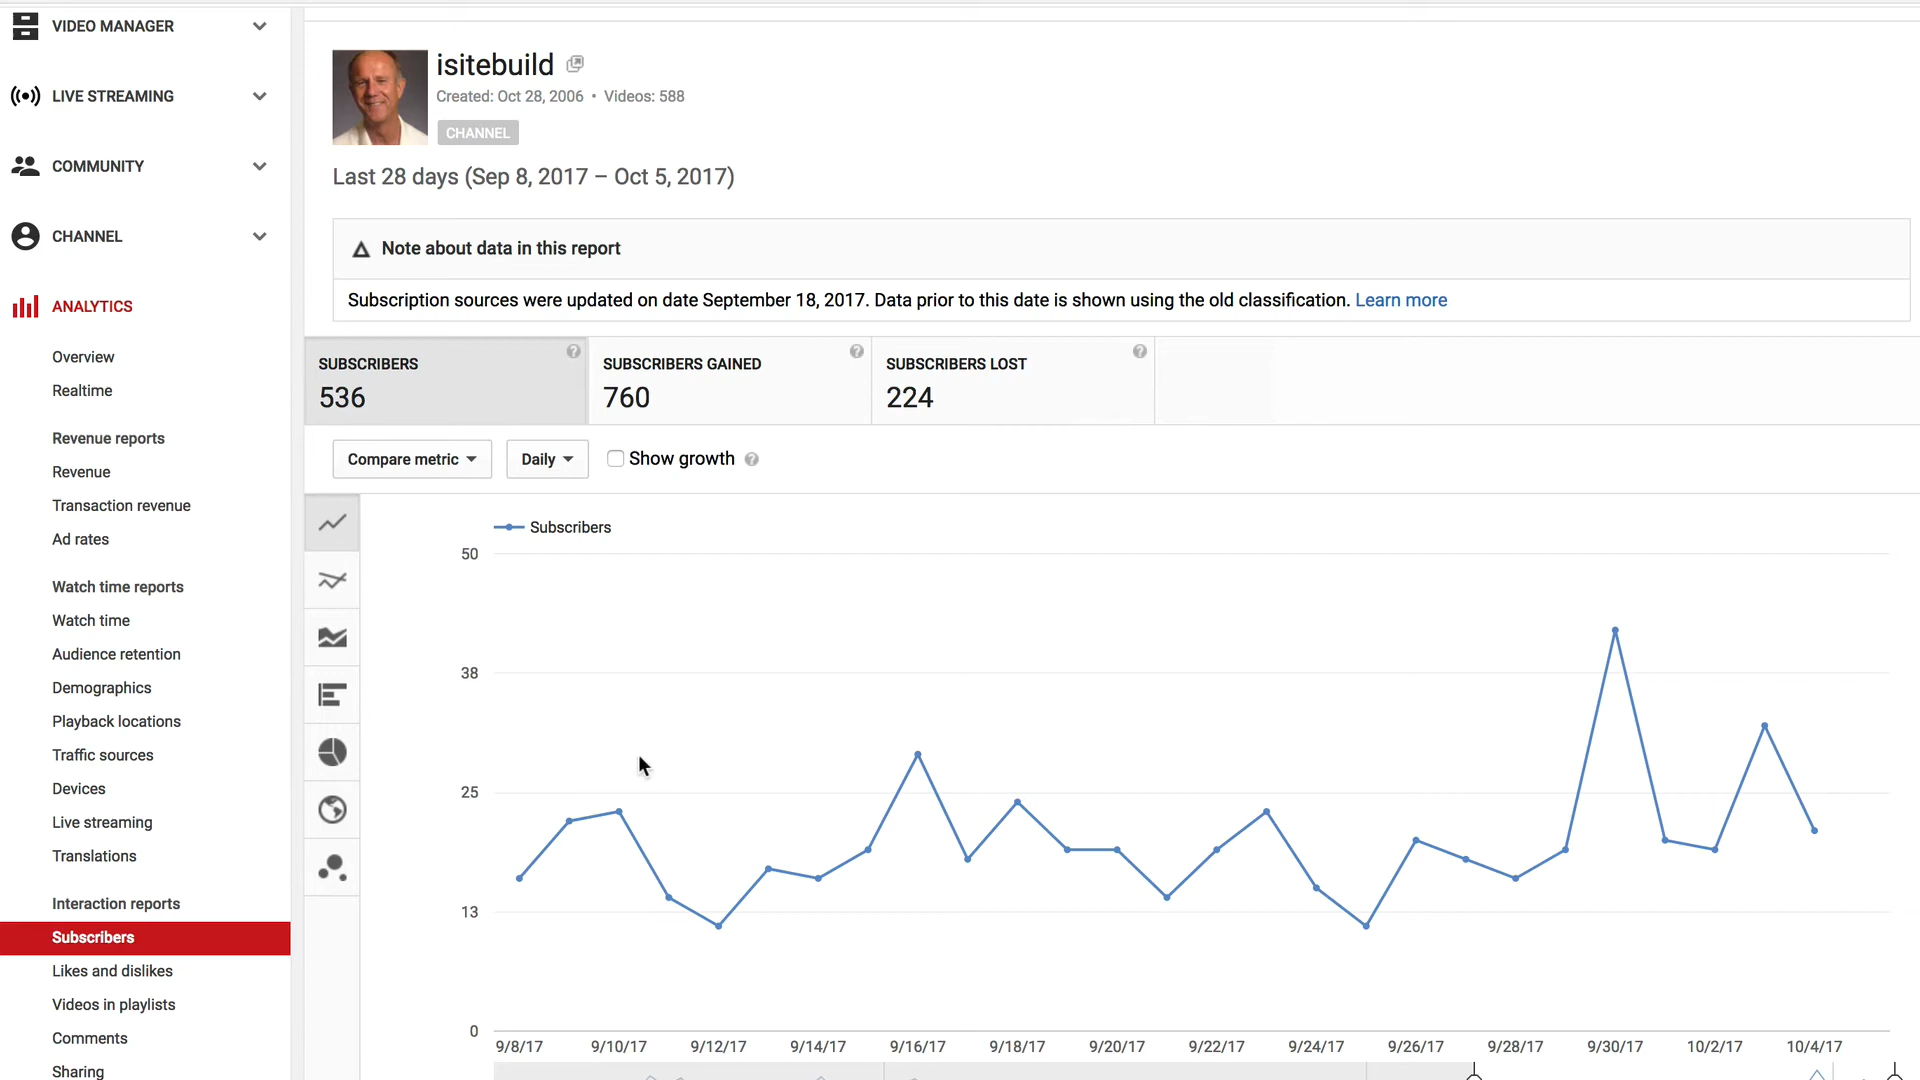 VIDEO MANAGER
LIVE STREAMING
COMMUNITY
CHANNEL
ANALYTICS
Overview
Realtime
Revenue reports
Revenue
Transaction revenue
Ad rates
Watch time reports
Watch time
Audience retention
Demographics
Playback locations
Traffic sources
Devices
Live streaming
Translations
Interaction reports
Subscribers
Likes and dislikes
Videos in playlists
Comments
Sharing
isitebuild
Created: Oct 28, 2006 • Videos: 588
CHANNEL
Last 28 days (Sep 8, 2017 – Oct 5, 2017)
Note about data in this report
Subscription sources were updated on date September 18, 2017. Data prior to this date is shown using the old classification. Learn more
SUBSCRIBERS ? SUBSCRIBERS GAINED ? SUBSCRIBERS LOST ?
536 760 224
Compare metric Daily Show growth ?
Subscribers
50
38
25
13
0
9/8/17 9/10/17 9/12/17 9/14/17 9/16/17 9/18/17 9/20/17 9/22/17 9/24/17 9/26/17 9/28/17 9/30/17 10/2/17 10/4/17